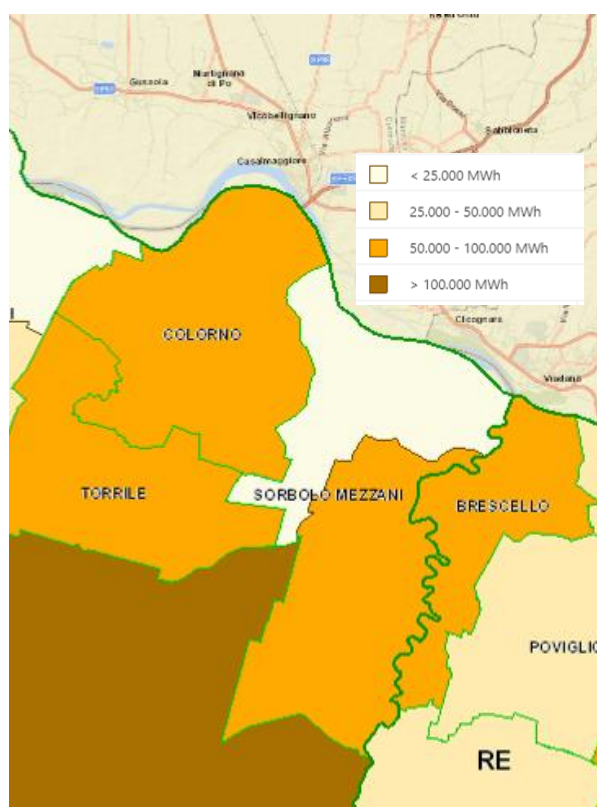 Gussola
Martignana
di Po
Vicobellignano
Sabbioneta
Casalmaggiore
< 25.000 MWh
25.000 - 50.000 MWh
50.000 - 100.000 MWh
> 100.000 MWh
Cicognara
Viadana
COLORNO
TORRILE
SORBOLO MEZZANI
BRESCELLO
POVIGLIO
RE